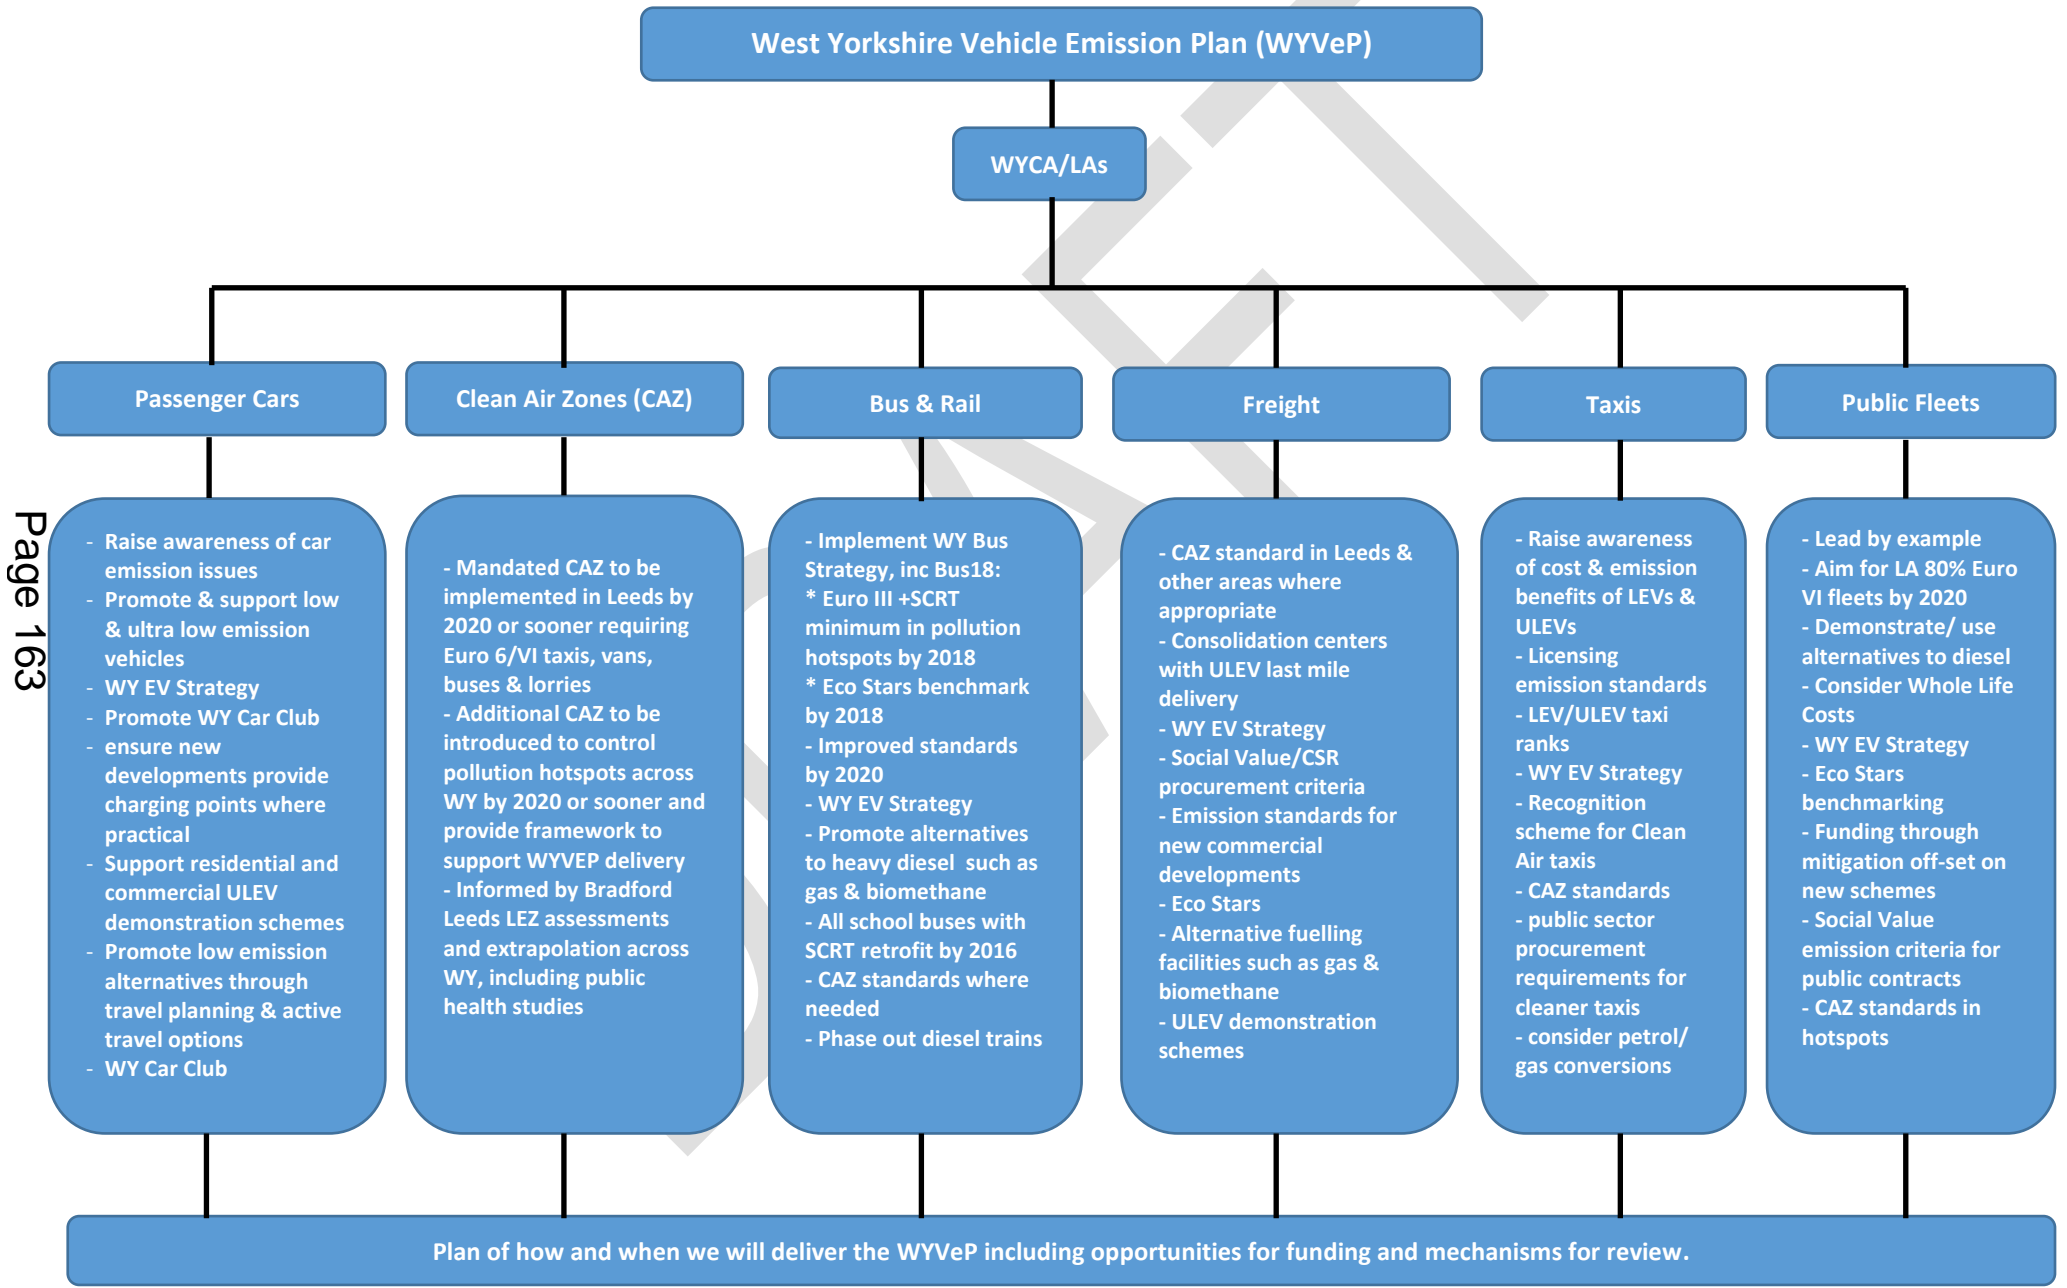 West Yorkshire Vehicle Emission Plan (WYVeP)
WYCA/LAs
Passenger Cars
Clean Air Zones (CAZ)
Bus & Rail
Freight
Taxis
Public Fleets
- Raise awareness of car
emission issues
- Promote & support low
& ultra low emission
vehicles
- WY EV Strategy
- Promote WY Car Club
- ensure new
developments provide
charging points where
practical
- Support residential and
commercial ULEV
demonstration schemes
- Promote low emission
alternatives through
travel planning & active
travel options
- WY Car Club
- Mandated CAZ to be
implemented in Leeds by
2020 or sooner requiring
Euro 6/VI taxis, vans,
buses & lorries
- Additional CAZ to be
introduced to control
pollution hotspots across
WY by 2020 or sooner and
provide framework to
support WYVEP delivery
- Informed by Bradford
Leeds LEZ assessments
and extrapolation across
WY, including public
health studies
- Implement WY Bus
Strategy, inc Bus18:
* Euro III +SCRT
minimum in pollution
hotspots by 2018
* Eco Stars benchmark
by 2018
- Improved standards
by 2020
- WY EV Strategy
- Promote alternatives
to heavy diesel such as
gas & biomethane
- All school buses with
SCRT retrofit by 2016
- CAZ standards where
needed
- Phase out diesel trains
- CAZ standard in Leeds &
other areas where
appropriate
- Consolidation centers
with ULEV last mile
delivery
- WY EV Strategy
- Social Value/CSR
procurement criteria
- Emission standards for
new commercial
developments
- Eco Stars
- Alternative fuelling
facilities such as gas &
biomethane
- ULEV demonstration
schemes
- Raise awareness
of cost & emission
benefits of LEVs &
ULEVs
- Licensing
emission standards
- LEV/ULEV taxi
ranks
- WY EV Strategy
- Recognition
scheme for Clean
Air taxis
- CAZ standards
- public sector
procurement
requirements for
cleaner taxis
- consider petrol/
gas conversions
- Lead by example
- Aim for LA 80% Euro
VI fleets by 2020
- Demonstrate/ use
alternatives to diesel
- Consider Whole Life
Costs
- WY EV Strategy
- Eco Stars
benchmarking
- Funding through
mitigation off-set on
new schemes
- Social Value
emission criteria for
public contracts
- CAZ standards in
hotspots
Plan of how and when we will deliver the WYVeP including opportunities for funding and mechanisms for review.
Page 163
DRAFT